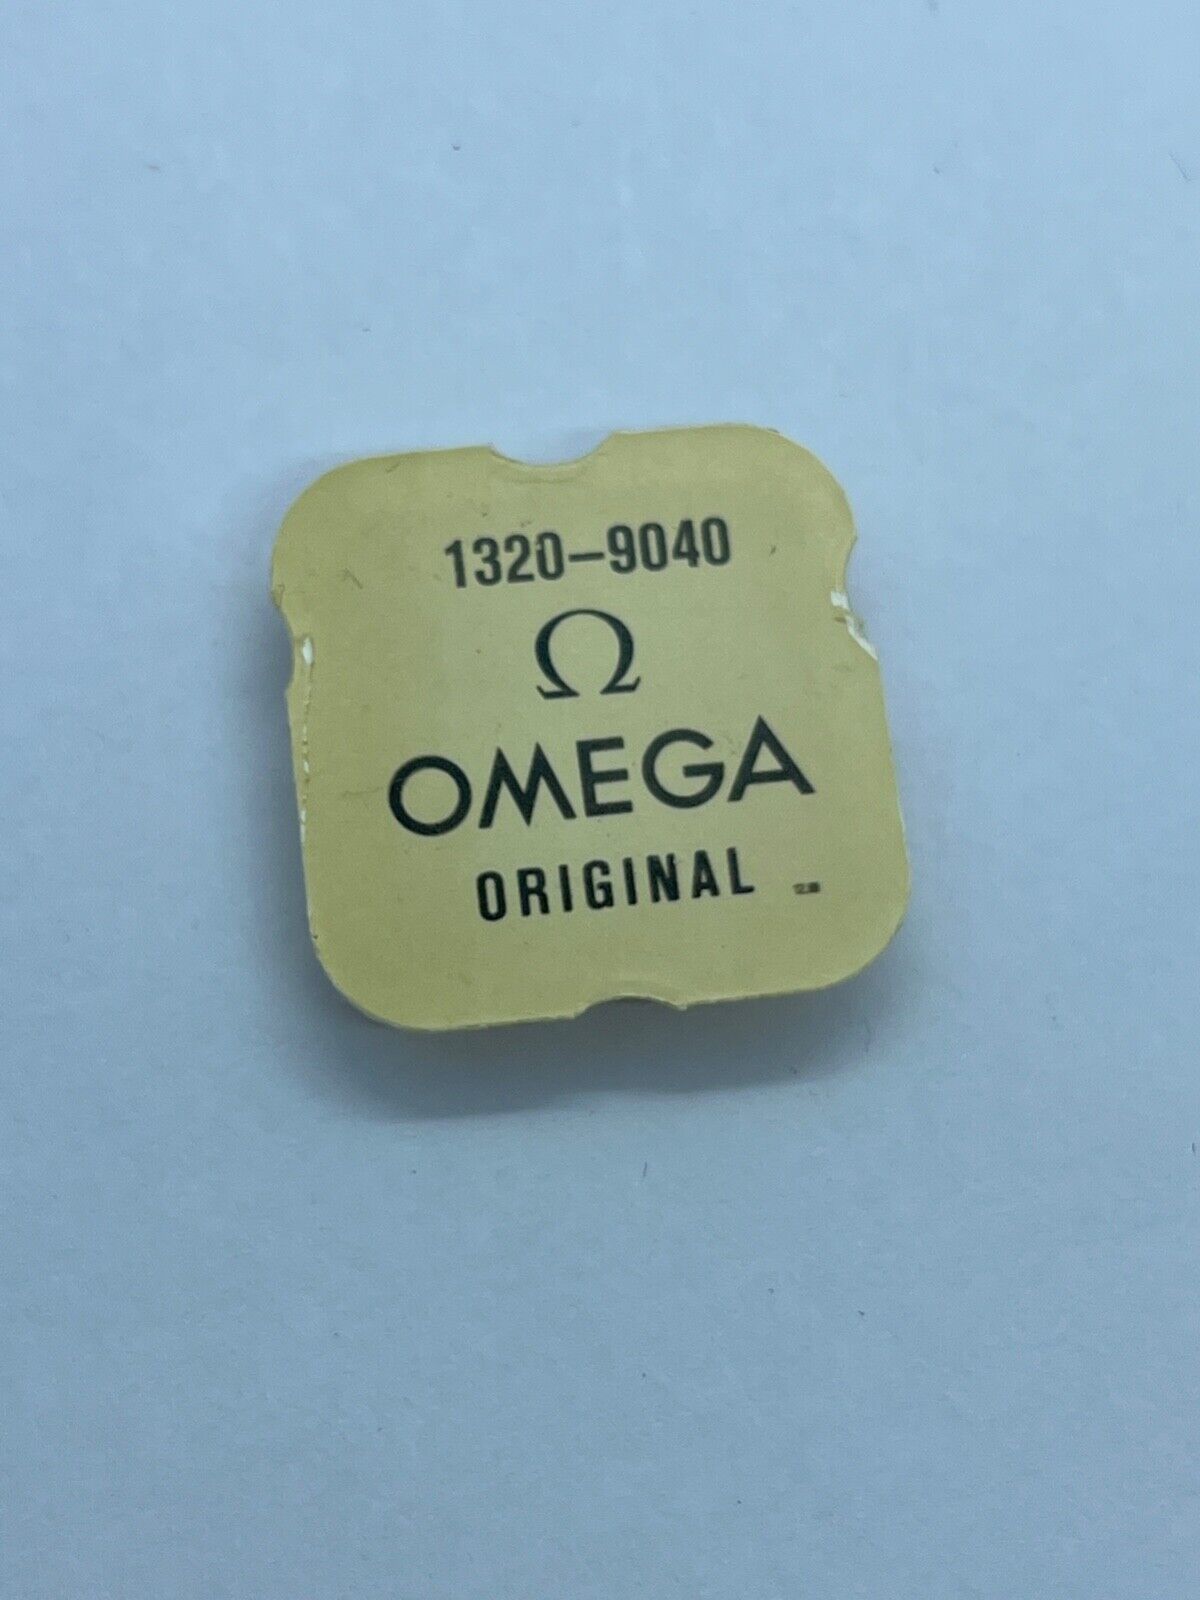 1320-9040
Ω
OMEGA
ORIGINAL